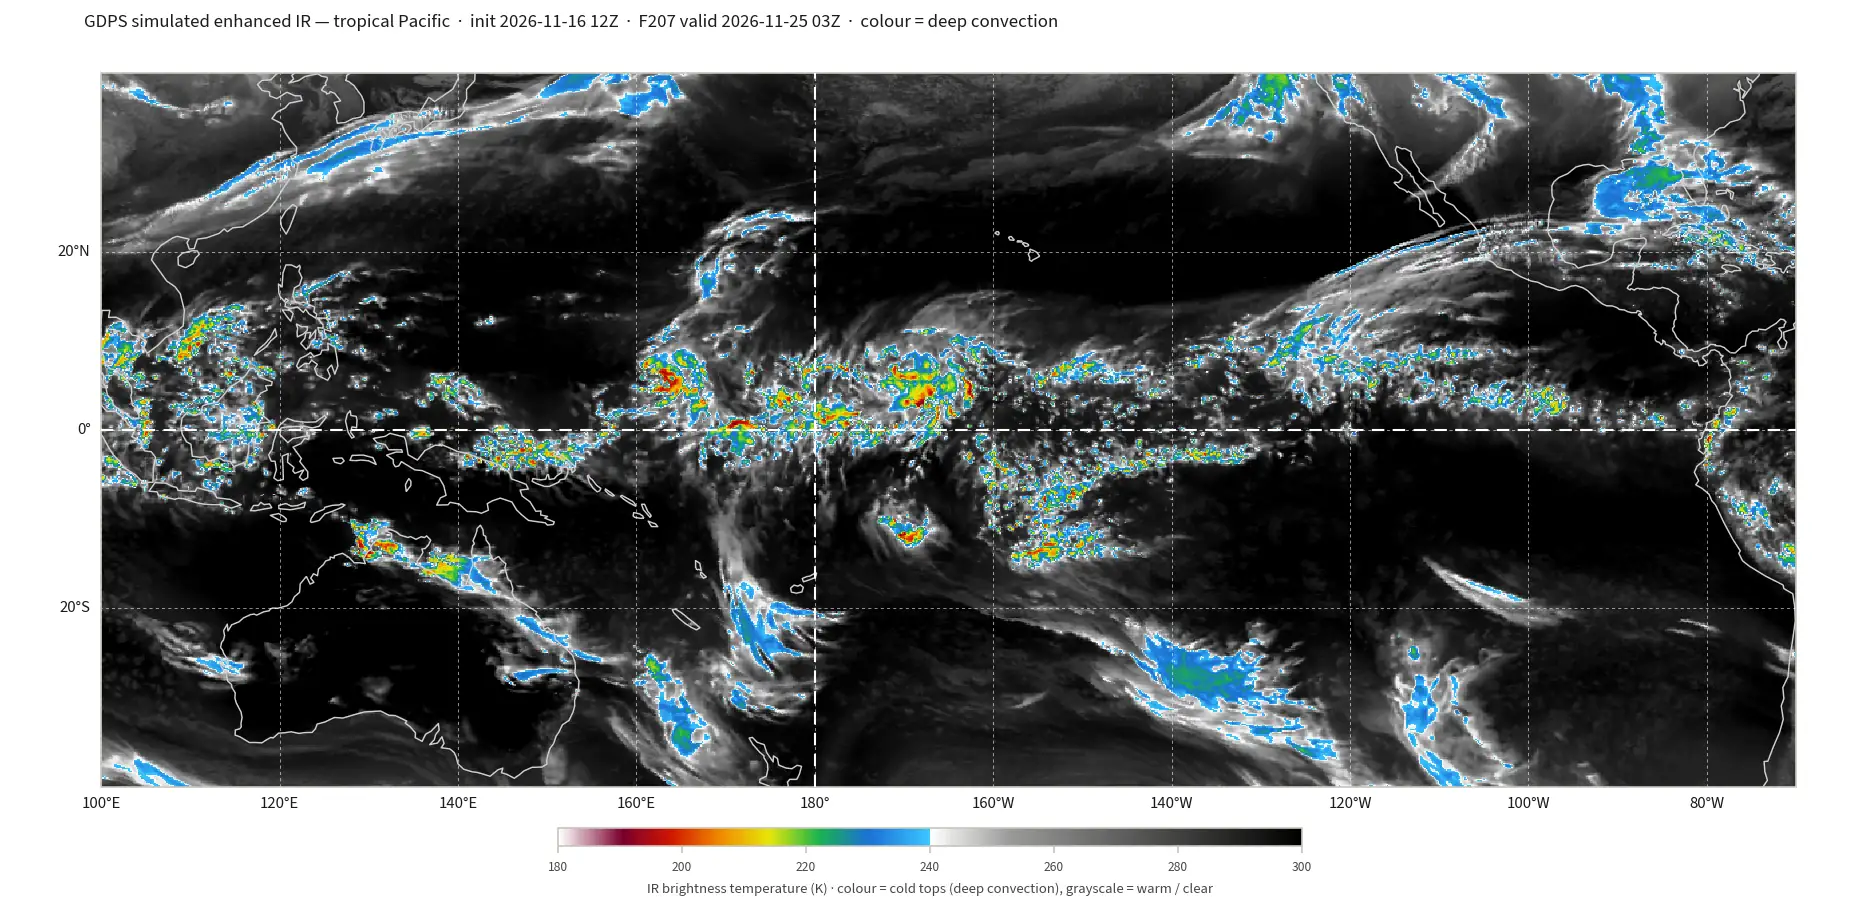 GDPS simulated enhanced IR — tropical Pacific · init 2026-11-16 12Z · F207 valid 2026-11-25 03Z · colour = deep convection
20°N
0°
20°S
100°E 120°E 140°E 160°E 180° 160°W 140°W 120°W 100°W 80°W
180 200 220 240 260 280 300
IR brightness temperature (K) · colour = cold tops (deep convection), grayscale = warm / clear